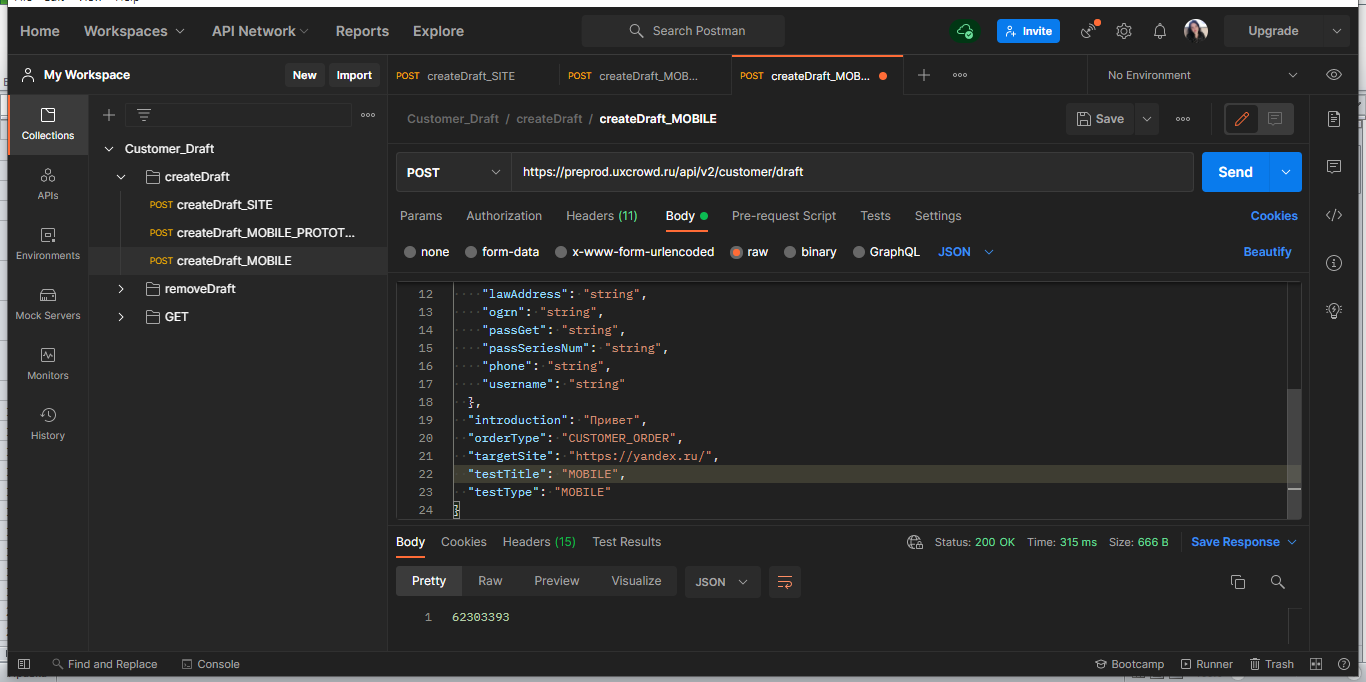 Home Workspaces API Network Reports Explore Search Postman Invite Upgrade
My Workspace New Import
POST createDraft_SITE POST createDraft_MOB... POST createDraft_MOB... No Environment
Collections
APIs
Environments
Mock Servers
Monitors
History
Customer_Draft
createDraft
POST createDraft_SITE
POST createDraft_MOBILE_PROTOT...
POST createDraft_MOBILE
removeDraft
GET
Customer_Draft / createDraft / createDraft_MOBILE Save
POST https://preprod.uxcrowd.ru/api/v2/customer/draft Send
Params Authorization Headers (11) Body Pre-request Script Tests Settings Cookies
none form-data x-www-form-urlencoded raw binary GraphQL JSON Beautify
12 "lawAddress": "string",
13 "ogrn": "string",
14 "passGet": "string",
15 "passSeriesNum": "string",
16 "phone": "string",
17 "username": "string"
18 },
19 "introduction": "Привет",
20 "orderType": "CUSTOMER_ORDER",
21 "targetSite": "https://yandex.ru/",
22 "testTitle": "MOBILE",
23 "testType": "MOBILE"
24 }
Body Cookies Headers (15) Test Results Status: 200 OK Time: 315 ms Size: 666 B Save Response
Pretty Raw Preview Visualize JSON
1 62303393
Find and Replace Console Bootcamp Runner Trash